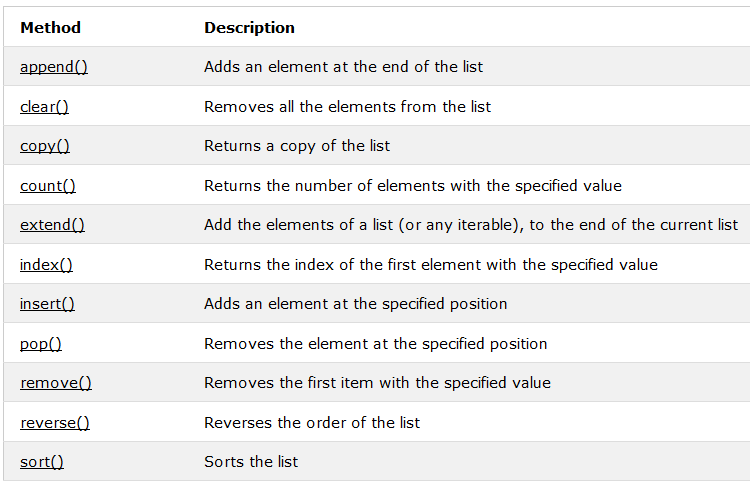 Method Description
append() Adds an element at the end of the list
clear() Removes all the elements from the list
copy() Returns a copy of the list
count() Returns the number of elements with the specified value
extend() Add the elements of a list (or any iterable), to the end of the current list
index() Returns the index of the first element with the specified value
insert() Adds an element at the specified position
pop() Removes the element at the specified position
remove() Removes the first item with the specified value
reverse() Reverses the order of the list
sort() Sorts the list